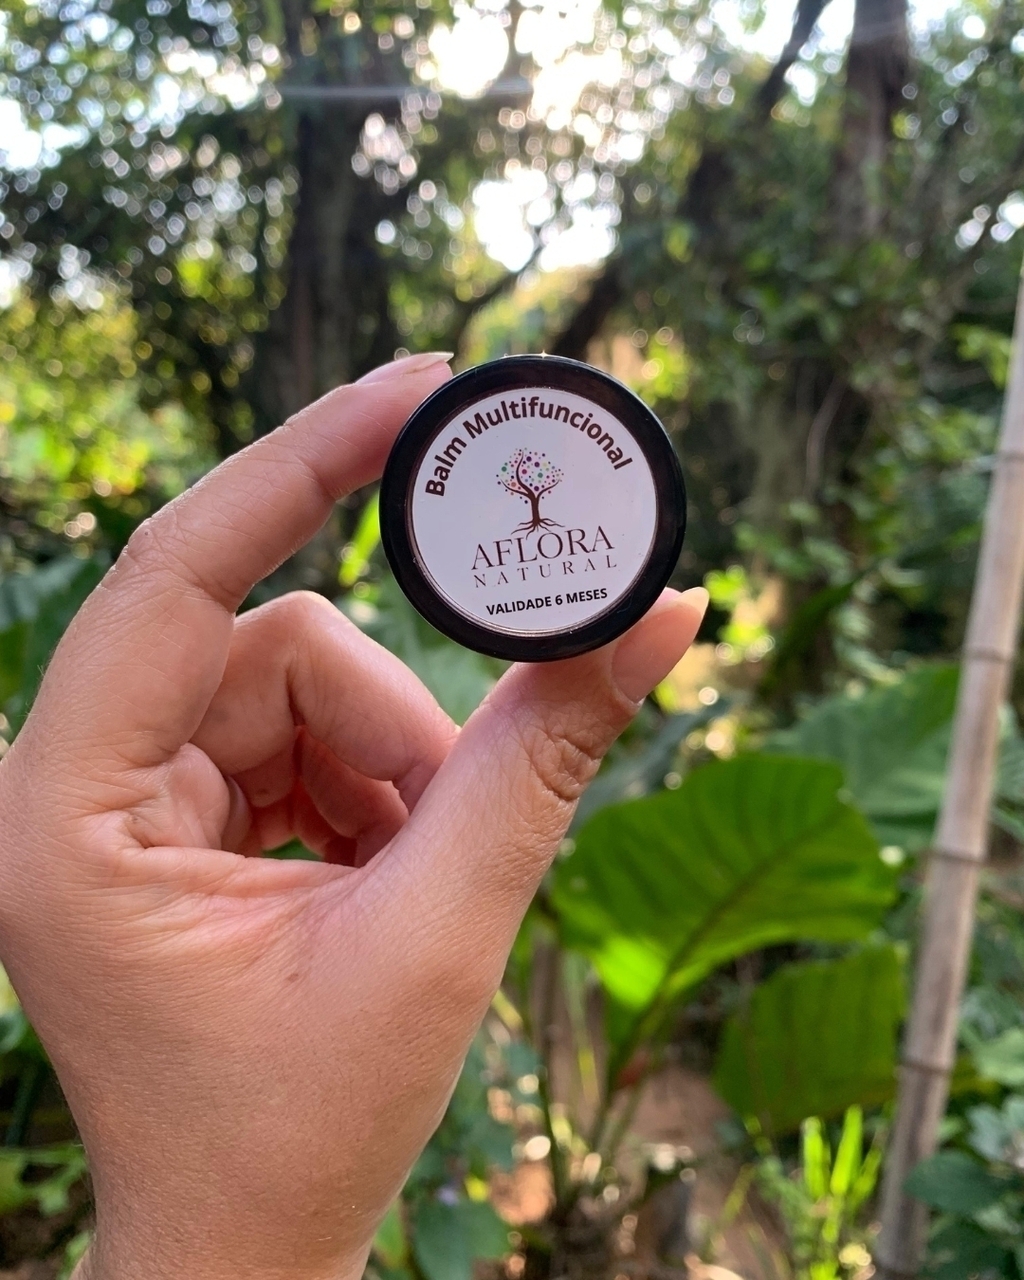 Balm Multifuncional
AFLORA
NATURAL
VALIDADE 6 MESES